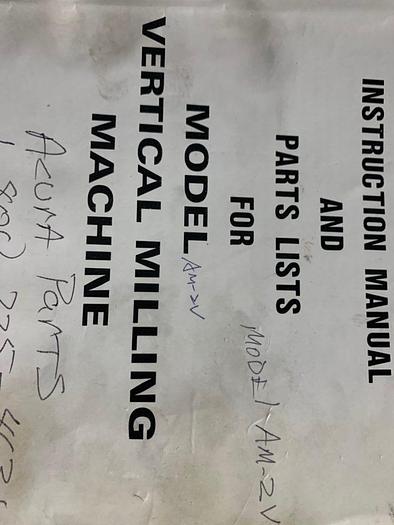 INSTRUCTION MANUAL
AND
PARTS LISTS
FOR
MODEL AM-2V
MODEl AM-2V
VERTICAL MILLING
MACHINE
AcurA PArTS